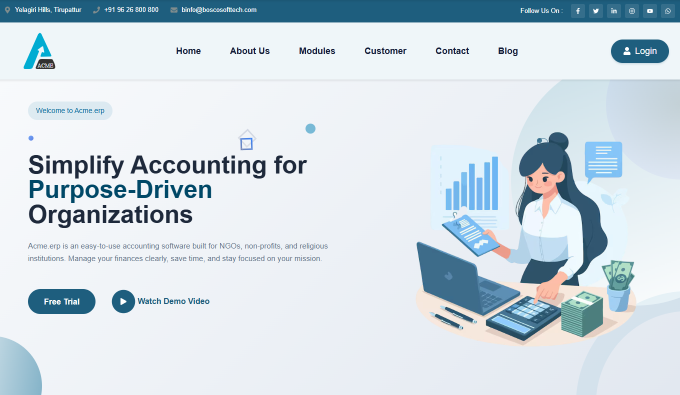 Yelagiri Hills, Tirupattur +91 96 26 800 800 binfo@boscosofttech.com Follow Us On :
ACME
Home About Us Modules Customer Contact Blog Login
Welcome to Acme.erp
Simplify Accounting for
Purpose-Driven
Organizations
Acme.erp is an easy-to-use accounting software built for NGOs, non-profits, and religious
institutions. Manage your finances clearly, save time, and stay focused on your mission.
Free Trial Watch Demo Video